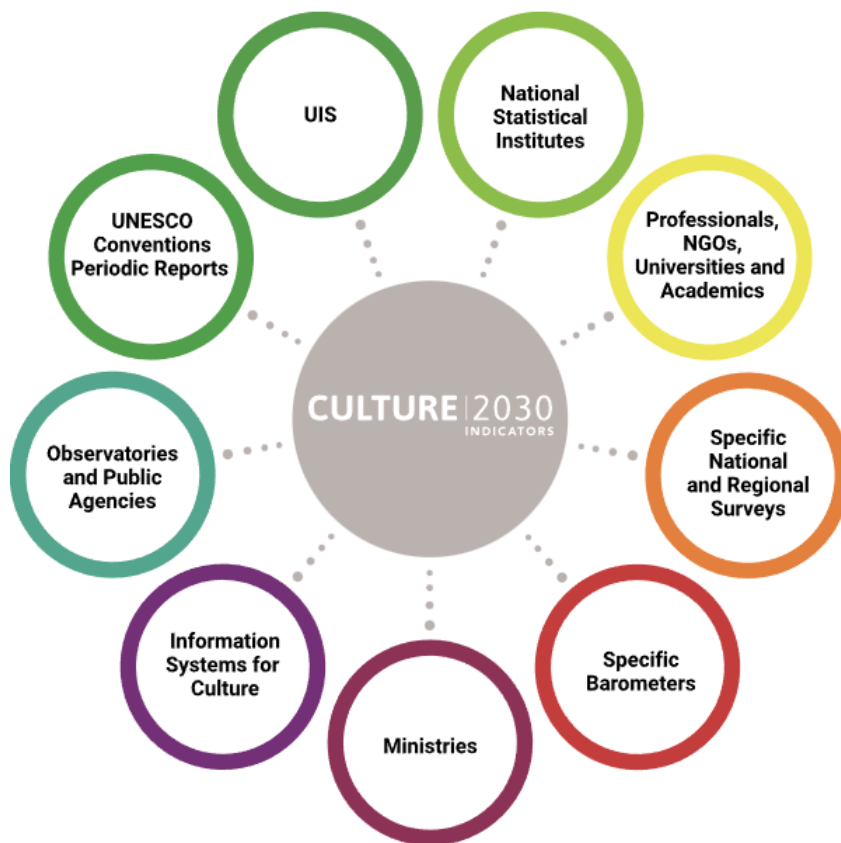 UIS
National
Statistical
Institutes
UNESCO
Conventions
Periodic Reports
Professionals,
NGOs,
Universities and
Academics
CULTURE|2030
INDICATORS
Observatories
and Public
Agencies
Specific
National
and Regional
Surveys
Information
Systems for
Culture
Specific
Barometers
Ministries